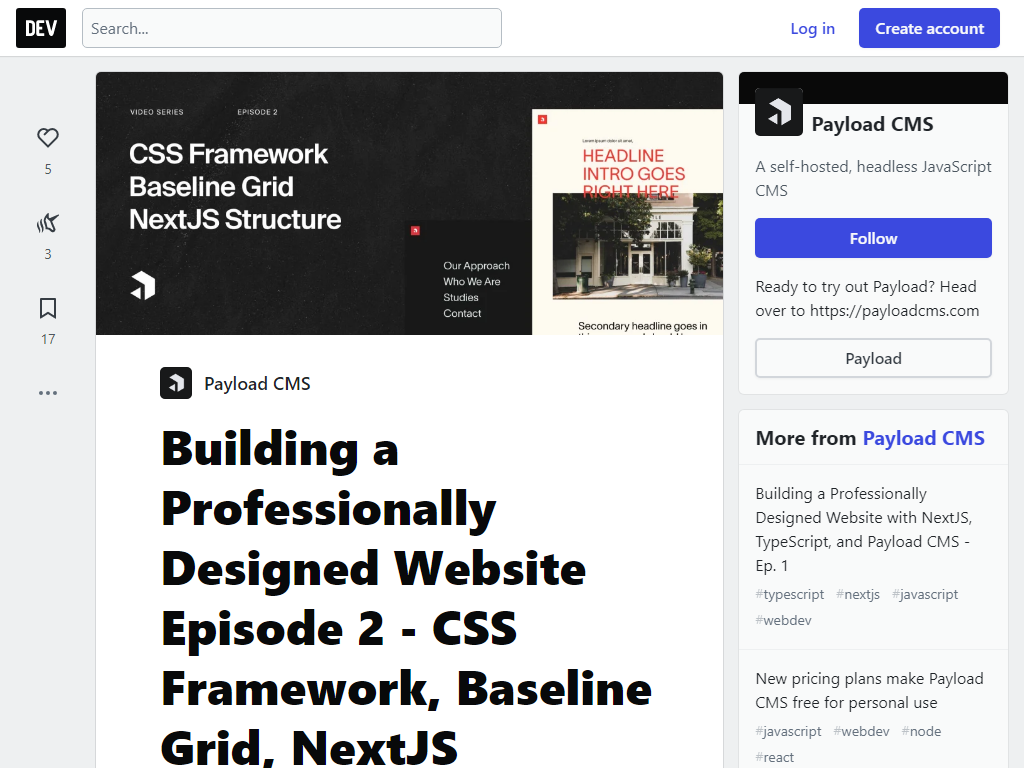 DEV
Search...
Log in
Create account
5
3
17
VIDEO SERIES
EPISODE 2
CSS Framework
Baseline Grid
NextJS Structure
Our Approach
Who We Are
Studies
Contact
Lorem ipsum dolor sit amet,
HEADLINE
INTRO GOES
RIGHT HERE
Secondary headline goes in
Payload CMS
Building a
Professionally
Designed Website
Episode 2 - CSS
Framework, Baseline
Grid, NextJS
Payload CMS
A self-hosted, headless JavaScript
CMS
Follow
Ready to try out Payload? Head
over to https://payloadcms.com
Payload
More from Payload CMS
Building a Professionally
Designed Website with NextJS,
TypeScript, and Payload CMS -
Ep. 1
#typescript #nextjs #javascript
#webdev
New pricing plans make Payload
CMS free for personal use
#javascript #webdev #node
#react